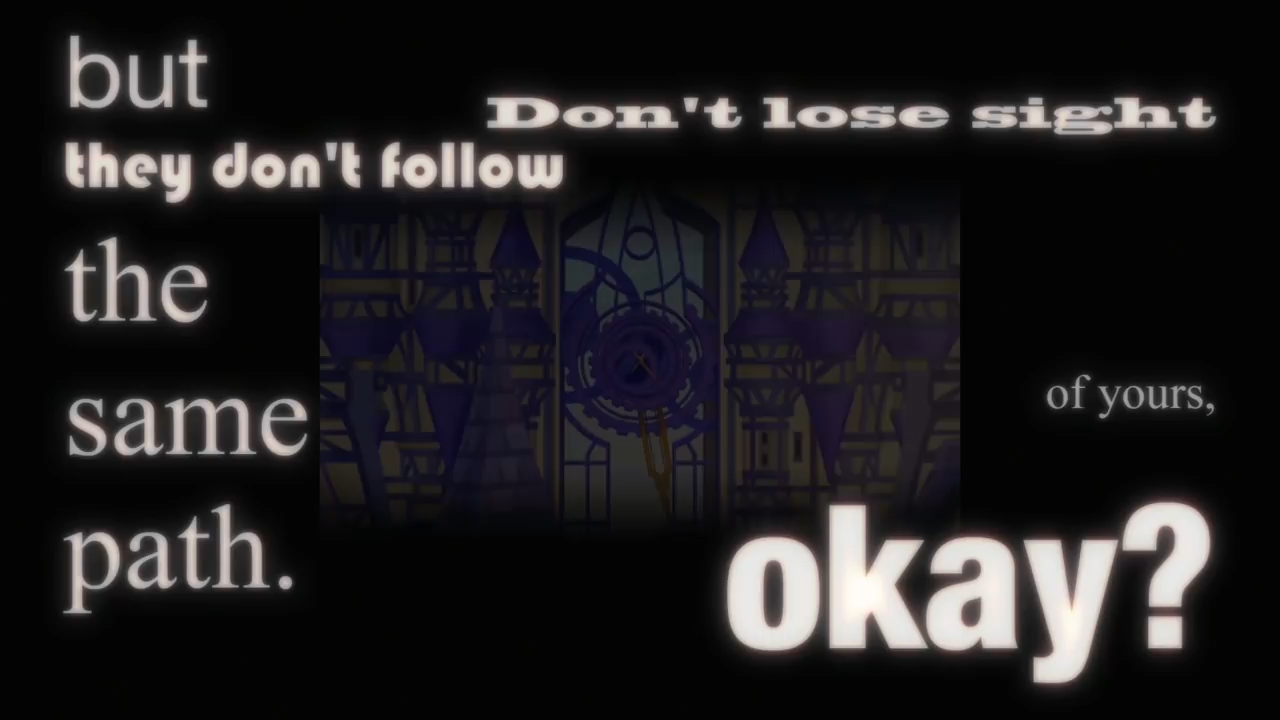 but
they don't follow
the
same
path.
Don't lose sight
of yours,
okay?